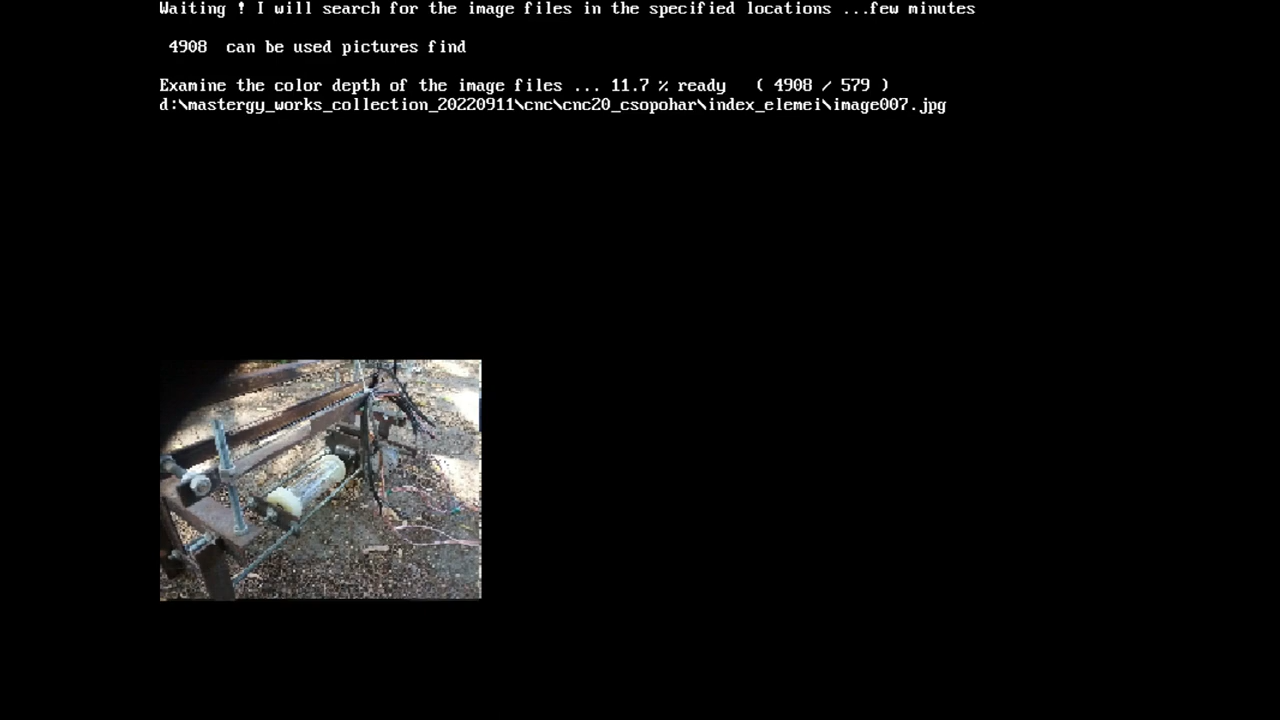 Waiting ! I will search for the image files in the specified locations ...few minutes
4908  can be used pictures find
Examine the color depth of the image files ... 11.7 % ready   ( 4908 / 579 )
d:\mastergy_works_collection_20220911\cnc\cnc20_csopohar\index_elemei\image007.jpg